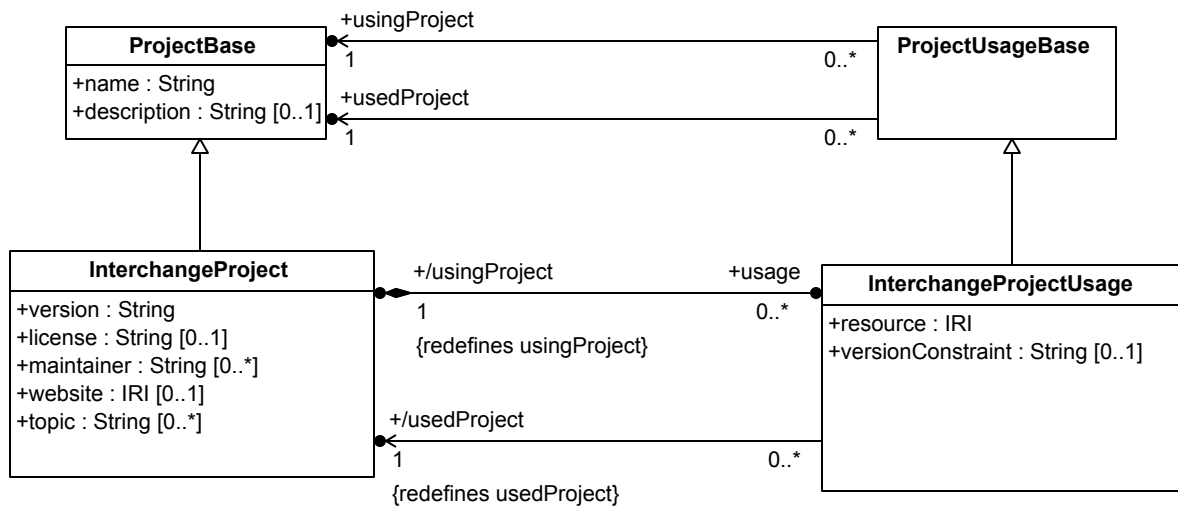 +usingProject
ProjectBase
ProjectUsageBase
1
0..*
+name : String
+description : String [0..1]
+usedProject
1
0..*
InterchangeProject
+/usingProject
+usage
InterchangeProjectUsage
+version : String
1
0..*
+resource : IRI
+license : String [0..1]
{redefines usingProject}
+versionConstraint : String [0..1]
+maintainer : String [0..*]
+website : IRI [0..1]
+topic : String [0..*]
+/usedProject
1
0..*
{redefines usedProject}